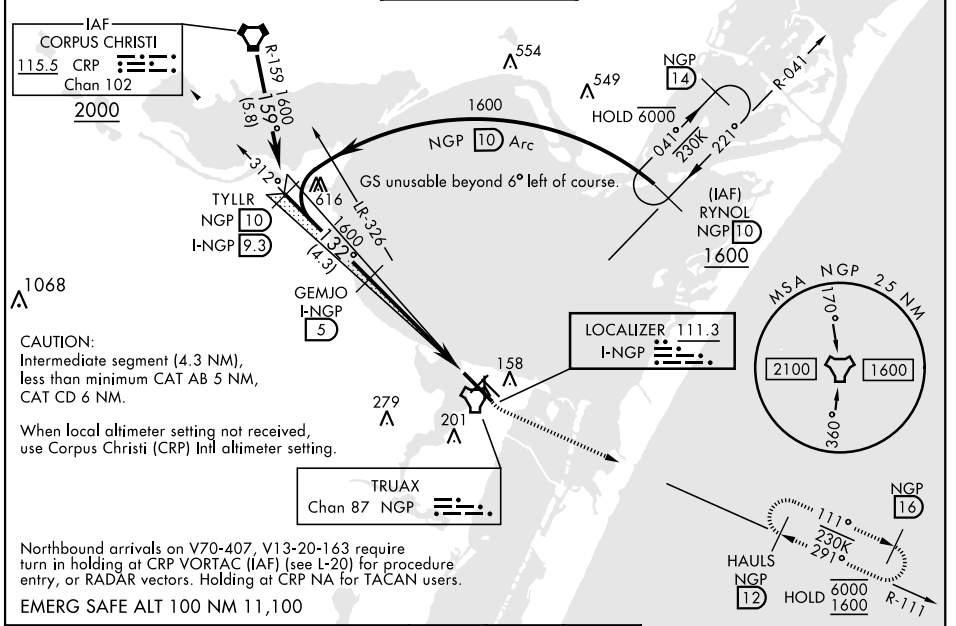 IAF
CORPUS CHRISTI
115.5 CRP
Chan 102
2000
R-159
1600
159°
(5.8)
554
549
NGP
14
R-041
HOLD 6000
041°
230K
221°
1600
NGP 10 Arc
GS unusable beyond 6° left of course.
(IAF)
RYNOL
NGP 10
1600
312°
TYLLR
NGP 10
I-NGP 9.3
616
LR-326
1600
132°
(4.3)
GEMJO
I-NGP
5
1068
MSA NGP 25 NM
170°
2100
1600
360°
LOCALIZER 111.3
I-NGP
CAUTION:
Intermediate segment (4.3 NM),
less than minimum CAT AB 5 NM,
CAT CD 6 NM.
158
279
201
When local altimeter setting not received,
use Corpus Christi (CRP) Intl altimeter setting.
TRUAX
Chan 87 NGP
NGP
16
111°
230K
291°
HAULS
NGP
12
HOLD 6000
1600
R-111
Northbound arrivals on V70-407, V13-20-163 require
turn in holding at CRP VORTAC (IAF) (see L-20) for procedure
entry, or RADAR vectors. Holding at CRP NA for TACAN users.
EMERG SAFE ALT 100 NM 11,100